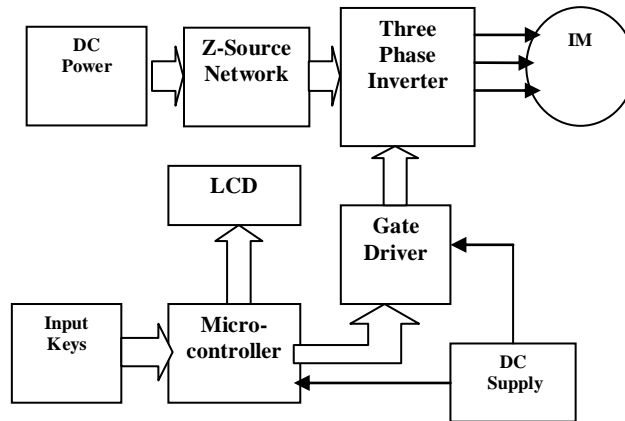 DC
Power
Z-Source
Network
Three
Phase
Inverter
IM
LCD
Gate
Driver
Input
Keys
Micro-
controller
DC
Supply